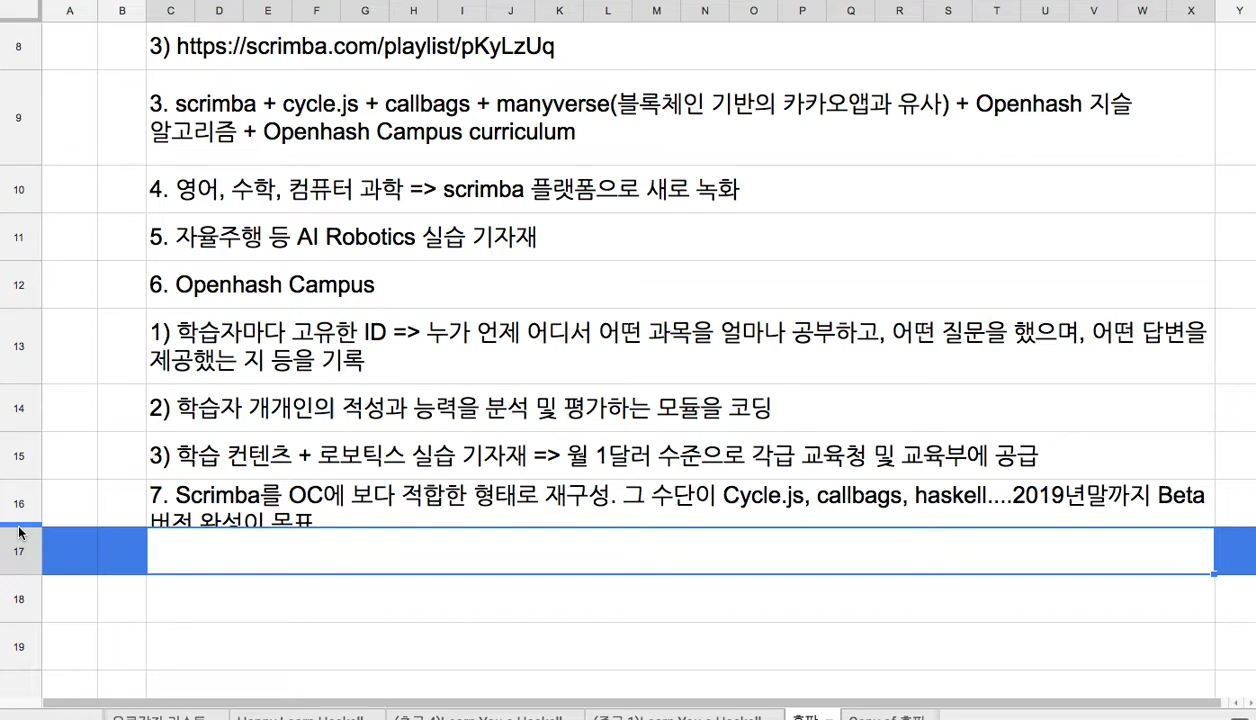 A B C D E F G H I J K L M N O P Q R S T U V W X Y
8 3) https://scrimba.com/playlist/pKyLzUq
9 3. scrimba + cycle.js + callbags + manyverse(블록체인 기반의 카카오앱과 유사) + Openhash 지슬
알고리즘 + Openhash Campus curriculum
10 4. 영어, 수학, 컴퓨터 과학 => scrimba 플랫폼으로 새로 녹화
11 5. 자율주행 등 AI Robotics 실습 기자재
12 6. Openhash Campus
13 1) 학습자마다 고유한 ID => 누가 언제 어디서 어떤 과목을 얼마나 공부하고, 어떤 질문을 했으며, 어떤 답변을
제공했는 지 등을 기록
14 2) 학습자 개개인의 적성과 능력을 분석 및 평가하는 모듈을 코딩
15 3) 학습 컨텐츠 + 로보틱스 실습 기자재 => 월 1달러 수준으로 각급 교육청 및 교육부에 공급
16 7. Scrimba를 OC에 보다 적합한 형태로 재구성. 그 수단이 Cycle.js, callbags, haskell....2019년말까지 Beta
버전 완성이 목표
17
18
19